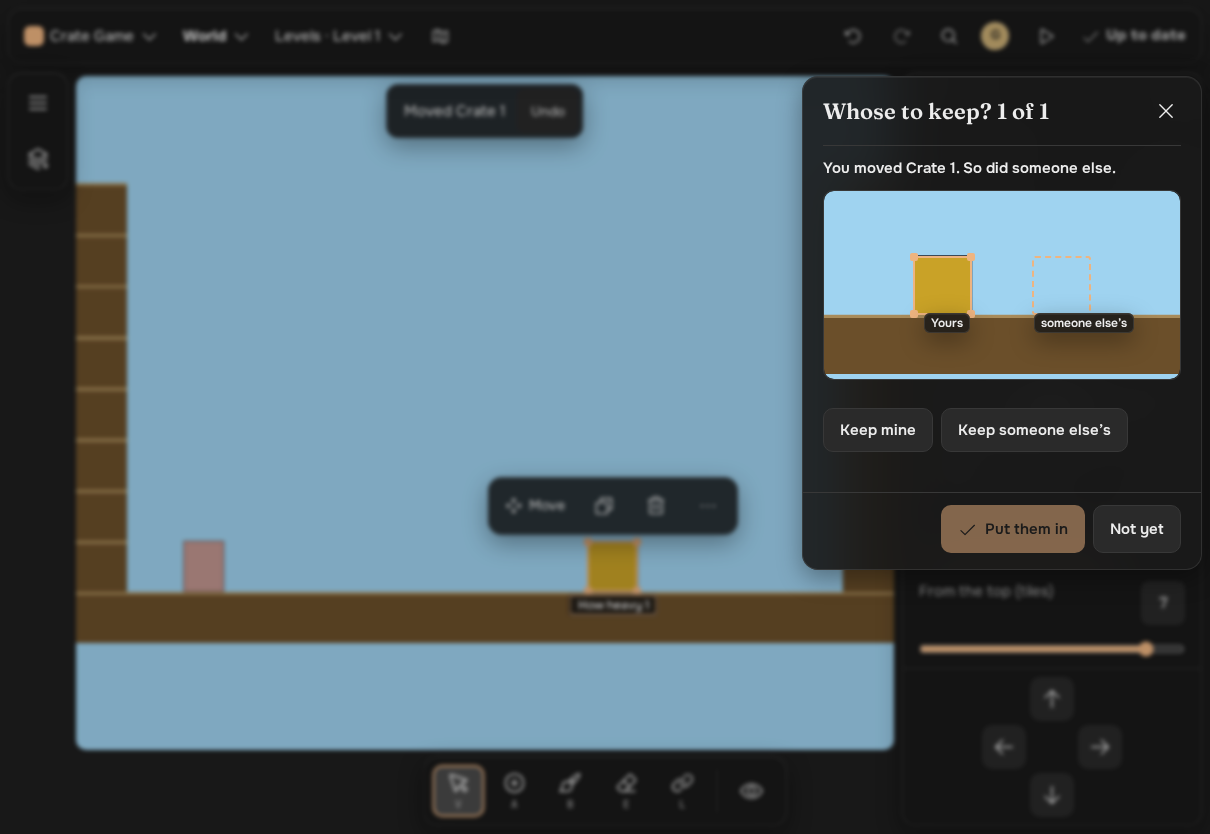 Crate Game
World
Levels · Level 1
Up to date
Moved Crate 1
Undo
Whose to keep? 1 of 1
You moved Crate 1. So did someone else.
Yours
someone else’s
Keep mine
Keep someone else’s
Put them in
Not yet
Move
How heavy 1
From the top (tiles)
7
B
E
L